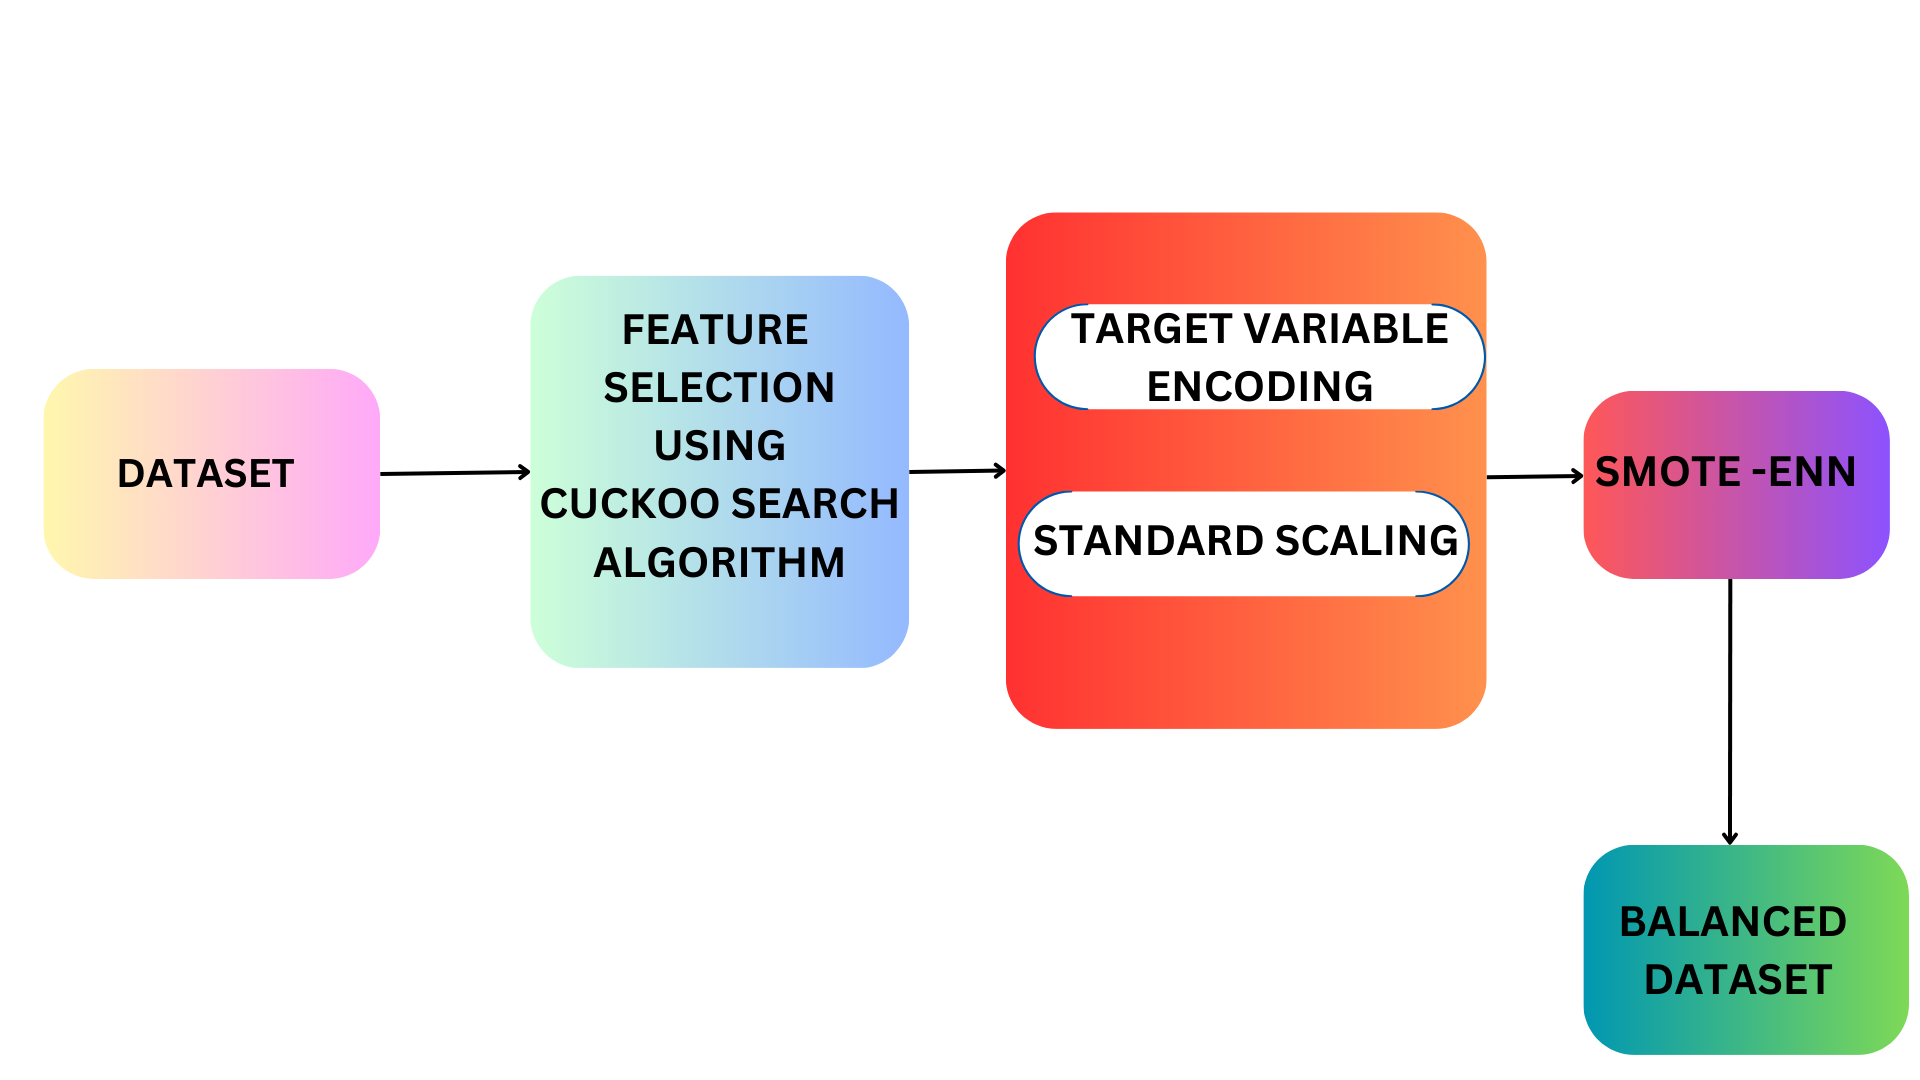 DATASET
FEATURE
SELECTION
USING
CUCKOO SEARCH
ALGORITHM
TARGET VARIABLE
ENCODING
STANDARD SCALING
SMOTE -ENN
BALANCED
DATASET